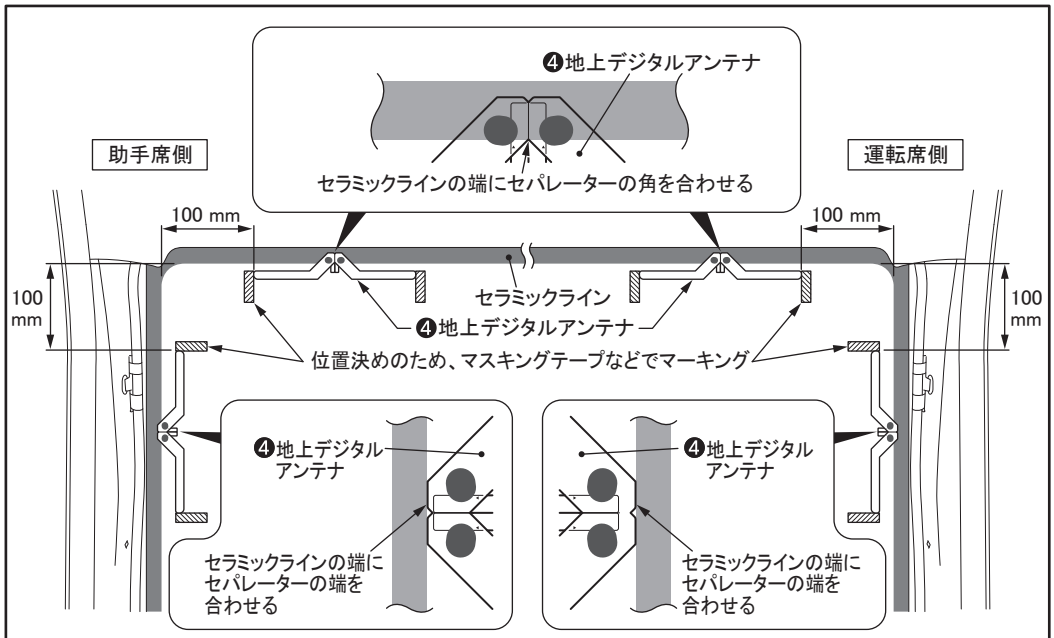 ❹地上デジタルアンテナ
セラミックラインの端にセパレーターの角を合わせる
助手席側
運転席側
100 mm
100 mm
100
mm
100
mm
セラミックライン
❹地上デジタルアンテナ
位置決めのため、マスキングテープなどでマーキング
❹地上デジタル
アンテナ
セラミックラインの端に
セパレーターの端を
合わせる
❹地上デジタル
アンテナ
セラミックラインの端に
セパレーターの端を
合わせる